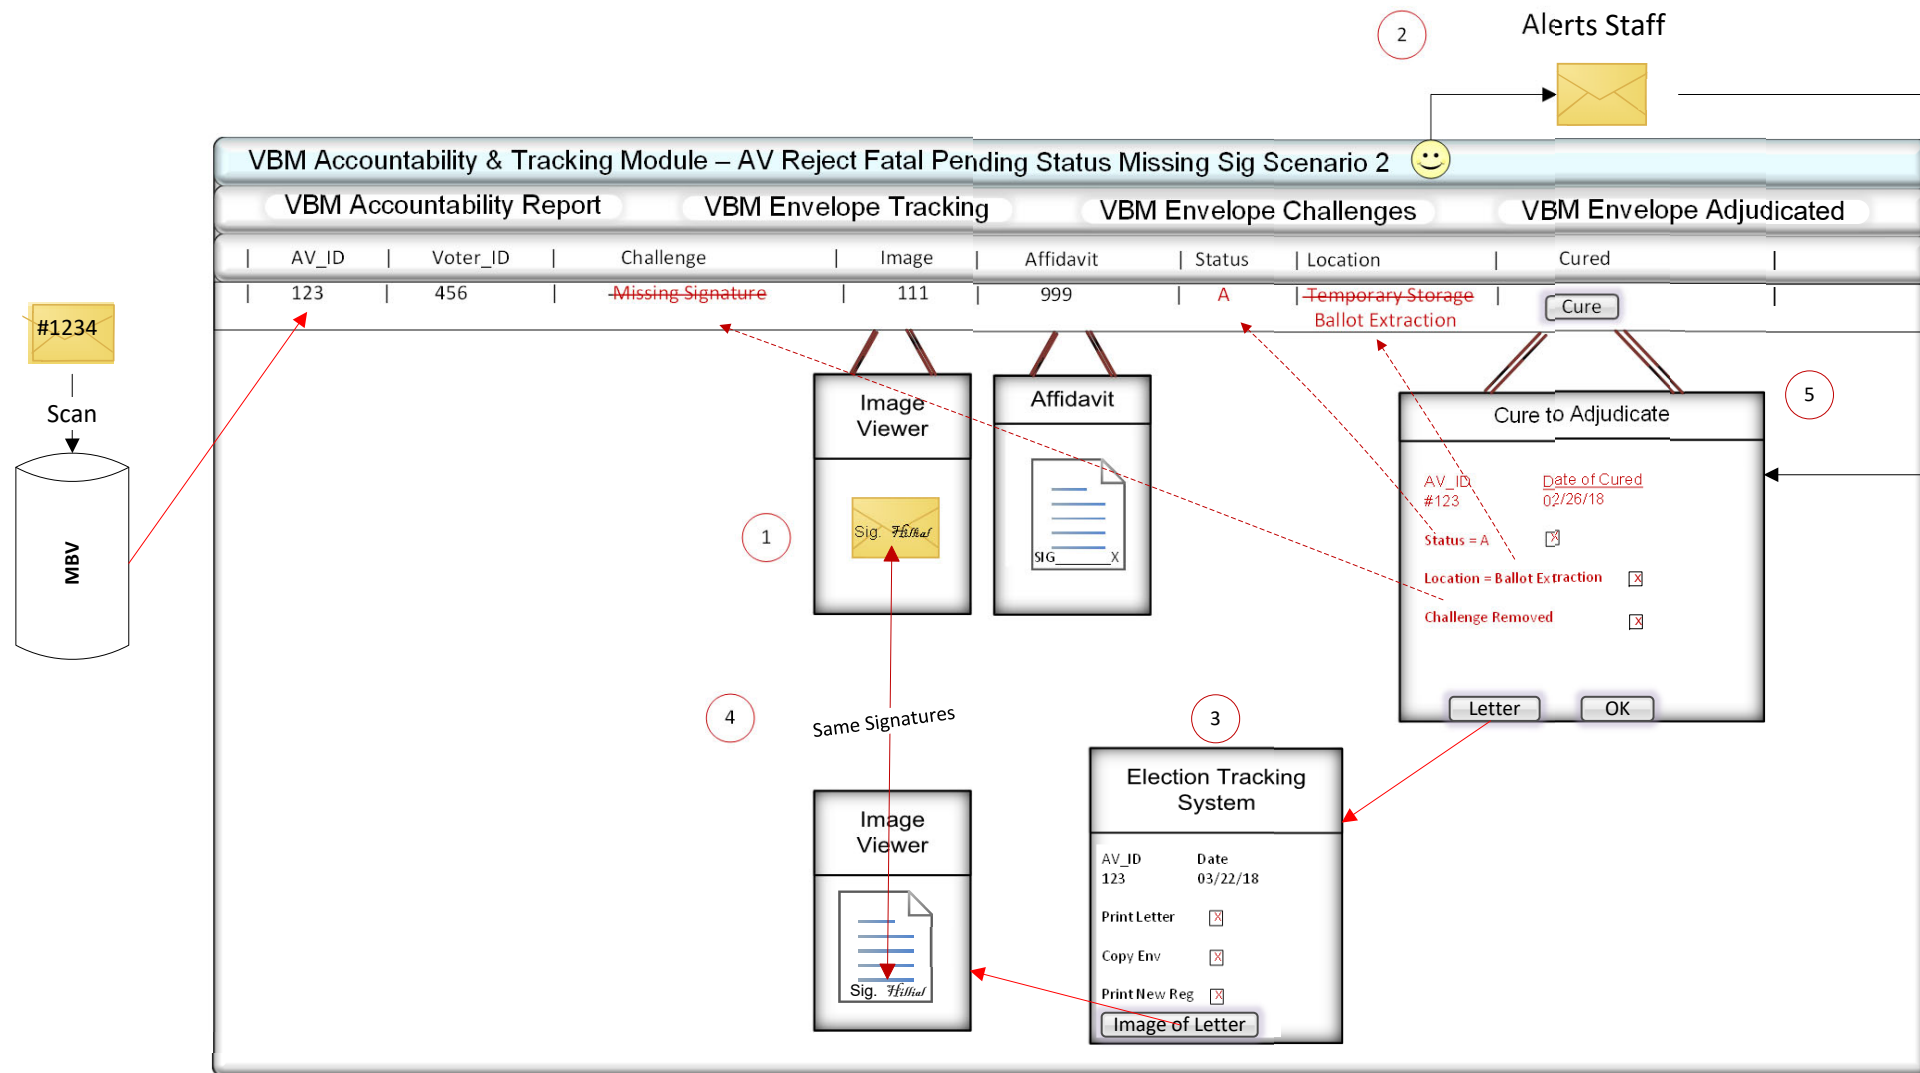 2
Alerts Staff
VBM Accountability & Tracking Module – AV Reject Fatal Pending Status Missing Sig Scenario 2
VBM Accountability Report
VBM Envelope Tracking
VBM Envelope Challenges
VBM Envelope Adjudicated
| AV_ID | Voter_ID | Challenge | Image | Affidavit | Status | Location | Cured |
| 123 | 456 | Missing Signature | 111 | 999 | A | Temporary Storage | Cure |
Ballot Extraction
#1234
Scan
MBV
Image
Viewer
Sig. Hillial
1
Affidavit
SIG_______X
5
Cure to Adjudicate
AV_ID Date of Cured
#123 02/26/18
Status = A X
Location = Ballot Extraction X
Challenge Removed X
Letter OK
4
Same Signatures
3
Image
Viewer
Sig. Hillial
Election Tracking
System
AV_ID Date
123 03/22/18
Print Letter X
Copy Env X
Print New Reg X
Image of Letter